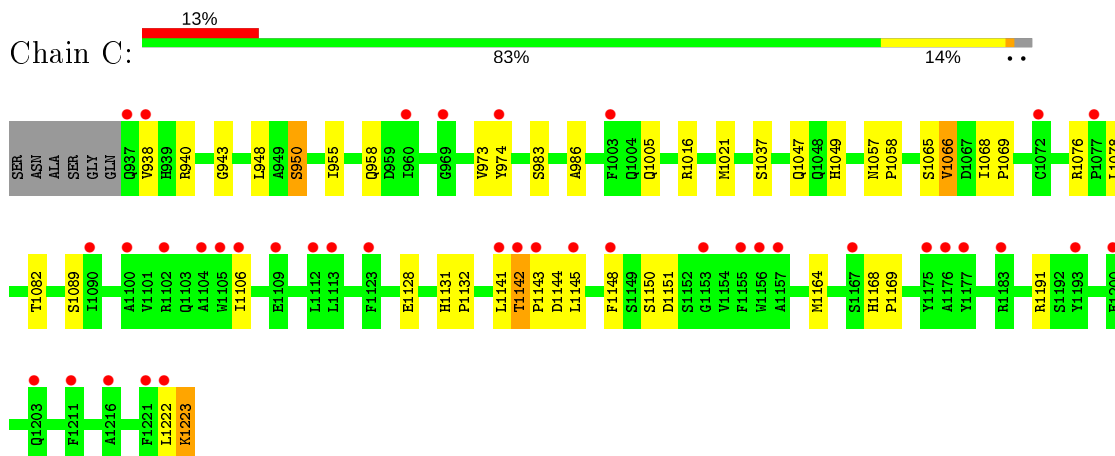 13%
Chain C:
83% 14% • •
SER ASN ALA SER GLY GLN Q937 V938 H939 R940 G943 L948 A949 S950 I955 Q958 D959 I960 G969 V973 Y974 S983 A986 F1003 Q1004 Q1005 R1016 M1021 S1037 Q1047 Q1048 H1049 N1057 P1058 S1065 V1066 D1067 I1068 P1069 C1072 R1076 P1077 L1078
T1082 S1089 I1090 A1100 V1101 R1102 Q1103 A1104 W1105 I1106 E1109 L1112 L1113 F1123 E1128 H1131 P1132 L1141 T1142 P1143 D1144 L1145 F1148 S1149 S1150 D1151 S1152 G1153 V1154 F1155 W1156 A1157 M1164 S1167 H1168 P1169 Y1175 A1176 Y1177 R1183 R1191 S1192 Y1193
Q1203 F1211 A1216 F1221 L1222 K1223